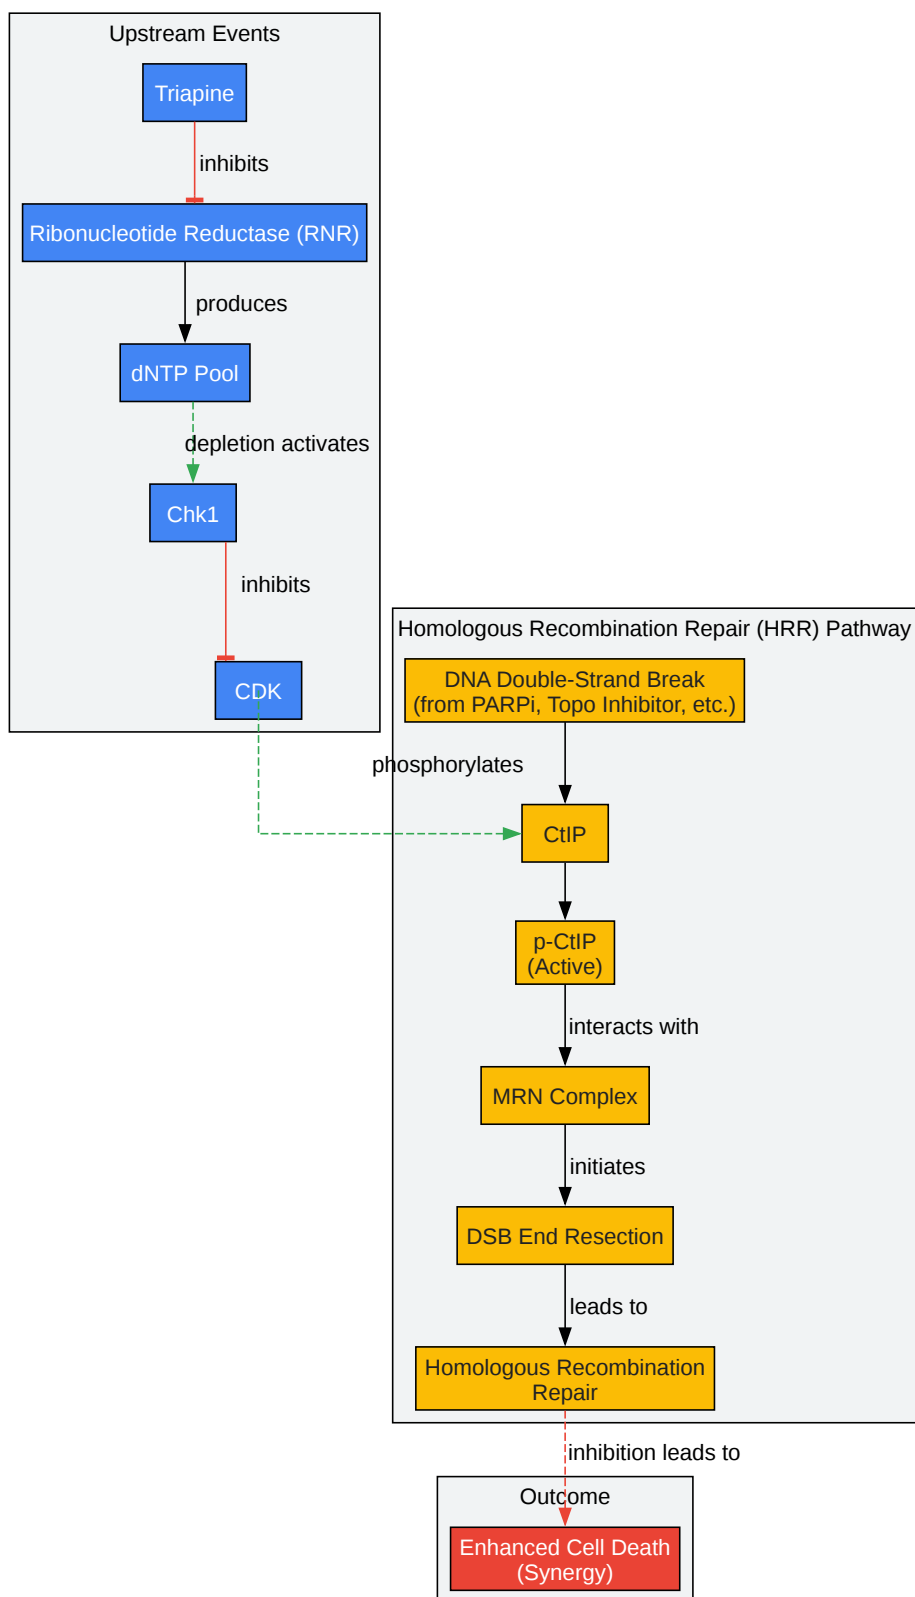 Upstream Events
Triapine
inhibits
Ribonucleotide Reductase (RNR)
produces
dNTP Pool
depletion activates
Chk1
inhibits
CDK
phosphorylates
Homologous Recombination Repair (HRR) Pathway
DNA Double-Strand Break
(from PARPi, Topo Inhibitor, etc.)
CtIP
p-CtIP
(Active)
interacts with
MRN Complex
initiates
DSB End Resection
leads to
Homologous Recombination
Repair
inhibition leads to
Outcome
Enhanced Cell Death
(Synergy)